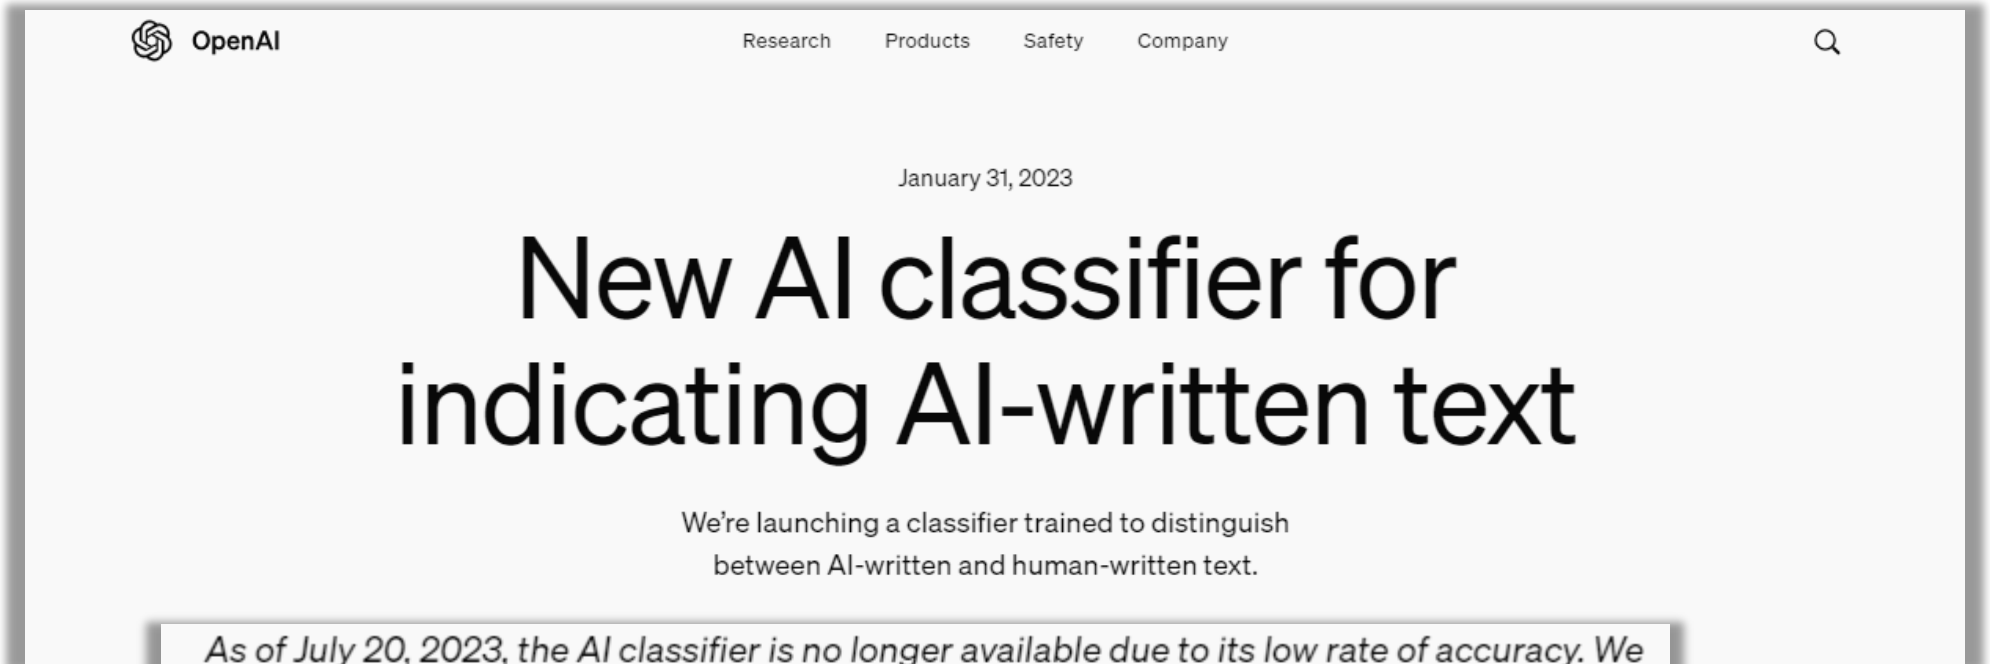 OpenAI
Research Products Safety Company
January 31, 2023
New AI classifier for
indicating AI-written text
We’re launching a classifier trained to distinguish
between AI-written and human-written text.
As of July 20, 2023, the AI classifier is no longer available due to its low rate of accuracy. We